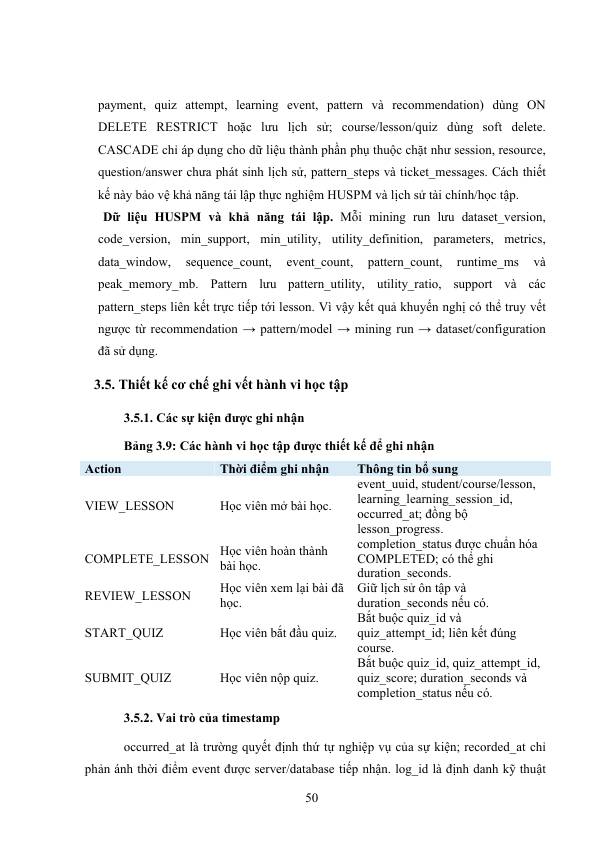 payment, quiz attempt, learning event, pattern và recommendation) dùng ON
DELETE RESTRICT hoặc lưu lịch sử; course/lesson/quiz dùng soft delete.
CASCADE chỉ áp dụng cho dữ liệu thành phần phụ thuộc chặt như session, resource,
question/answer chưa phát sinh lịch sử, pattern_steps và ticket_messages. Cách thiết
kế này bảo vệ khả năng tái lập thực nghiệm HUSPM và lịch sử tài chính/học tập.
Dữ liệu HUSPM và khả năng tái lập. Mỗi mining run lưu dataset_version,
code_version, min_support, min_utility, utility_definition, parameters, metrics,
data_window, sequence_count, event_count, pattern_count, runtime_ms và
peak_memory_mb. Pattern lưu pattern_utility, utility_ratio, support và các
pattern_steps liên kết trực tiếp tới lesson. Vì vậy kết quả khuyến nghị có thể truy vết
ngược từ recommendation → pattern/model → mining run → dataset/configuration
đã sử dụng.
3.5. Thiết kế cơ chế ghi vết hành vi học tập
3.5.1. Các sự kiện được ghi nhận
Bảng 3.9: Các hành vi học tập được thiết kế để ghi nhận
Action Thời điểm ghi nhận Thông tin bổ sung
VIEW_LESSON Học viên mở bài học. event_uuid, student/course/lesson,
learning_learning_session_id,
occurred_at; đồng bộ
lesson_progress.
COMPLETE_LESSON Học viên hoàn thành
bài học. completion_status được chuẩn hóa
COMPLETED; có thể ghi
duration_seconds.
REVIEW_LESSON Học viên xem lại bài đã
học. Giữ lịch sử ôn tập và
duration_seconds nếu có.
START_QUIZ Học viên bắt đầu quiz. Bắt buộc quiz_id và
quiz_attempt_id; liên kết đúng
course.
SUBMIT_QUIZ Học viên nộp quiz. Bắt buộc quiz_id, quiz_attempt_id,
quiz_score; duration_seconds và
completion_status nếu có.
3.5.2. Vai trò của timestamp
occurred_at là trường quyết định thứ tự nghiệp vụ của sự kiện; recorded_at chỉ
phản ánh thời điểm event được server/database tiếp nhận. log_id là định danh kỹ thuật
50